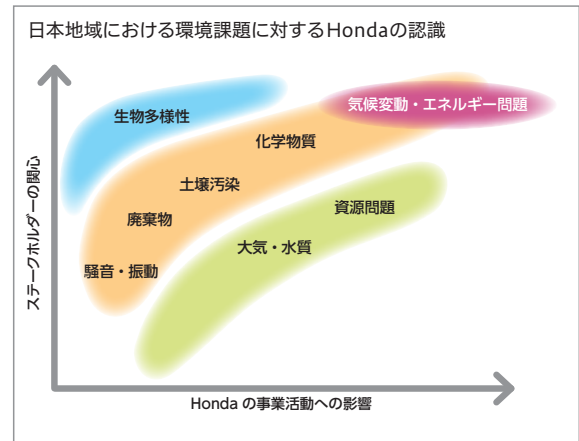 日本地域における環境課題に対するHondaの認識
ステークホルダーの関心
気候変動・エネルギー問題
生物多様性
化学物質
土壌汚染
資源問題
廃棄物
大気・水質
騒音・振動
Honda の事業活動への影響